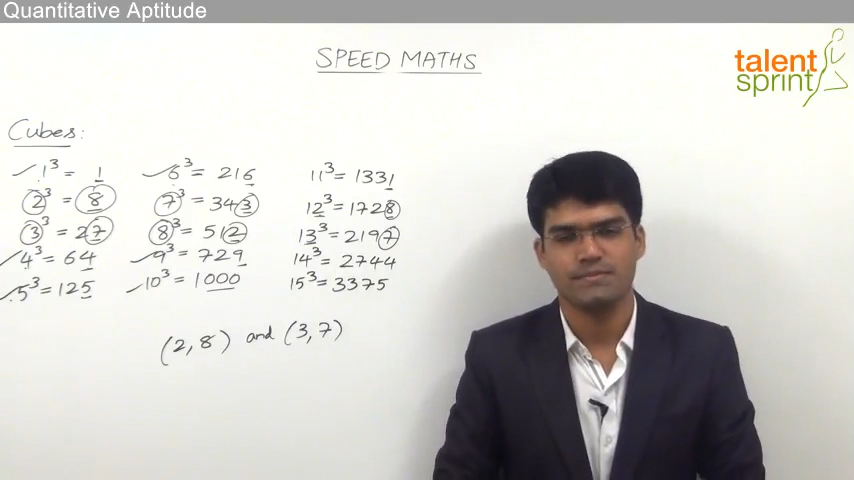 Quantitative Aptitude
SPEED MATHS
talent
sprint
Cubes:
1³ = 1
2³ = 8
3³ = 27
4³ = 64
5³ = 125
6³ = 216
7³ = 343
8³ = 512
9³ = 729
10³ = 1000
11³ = 1331
12³ = 1728
13³ = 2197
14³ = 2744
15³ = 3375
(2, 8) and (3, 7)